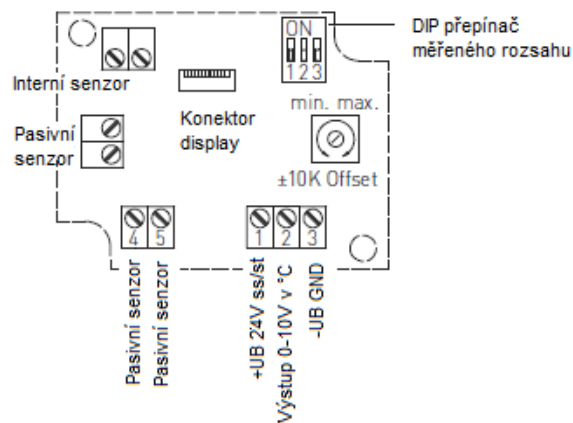 ON
1 2 3
DIP přepínač
měřeného rozsahu
Interní senzor
Konektor
display
min. max.
±10K Offset
Pasivní
senzor
4 5
1 2 3
Pasivní senzor
Pasivní senzor
+UB 24V ss/st
Výstup 0-10V v °C
-UB GND